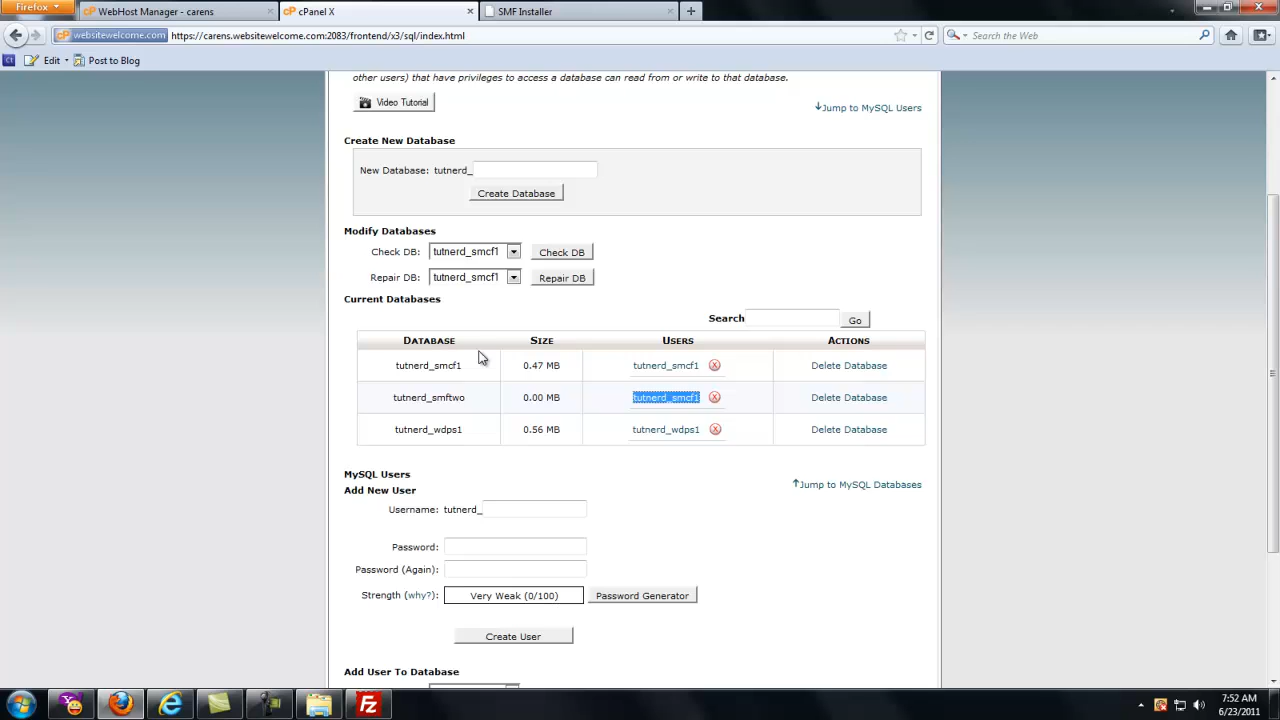 Firefox
WebHost Manager - carens
cPanel X
SMF Installer
websitewelcome.com
https://carens.websitewelcome.com:2083/frontend/x3/sql/index.html
Search the Web
Edit
Post to Blog
other users) that have privileges to access a database can read from or write to that database.
Video Tutorial
Jump to MySQL Users
Create New Database
New Database: tutnerd_
Create Database
Modify Databases
Check DB: tutnerd_smcf1 Check DB
Repair DB: tutnerd_smcf1 Repair DB
Current Databases
Search Go
DATABASE SIZE USERS ACTIONS
tutnerd_smcf1 0.47 MB tutnerd_smcf1 Delete Database
tutnerd_smftwo 0.00 MB tutnerd_smcf1 Delete Database
tutnerd_wdps1 0.56 MB tutnerd_wdps1 Delete Database
MySQL Users
Jump to MySQL Databases
Add New User
Username: tutnerd_
Password:
Password (Again):
Strength (why?): Very Weak (0/100) Password Generator
Create User
Add User To Database
7:52 AM
6/23/2011